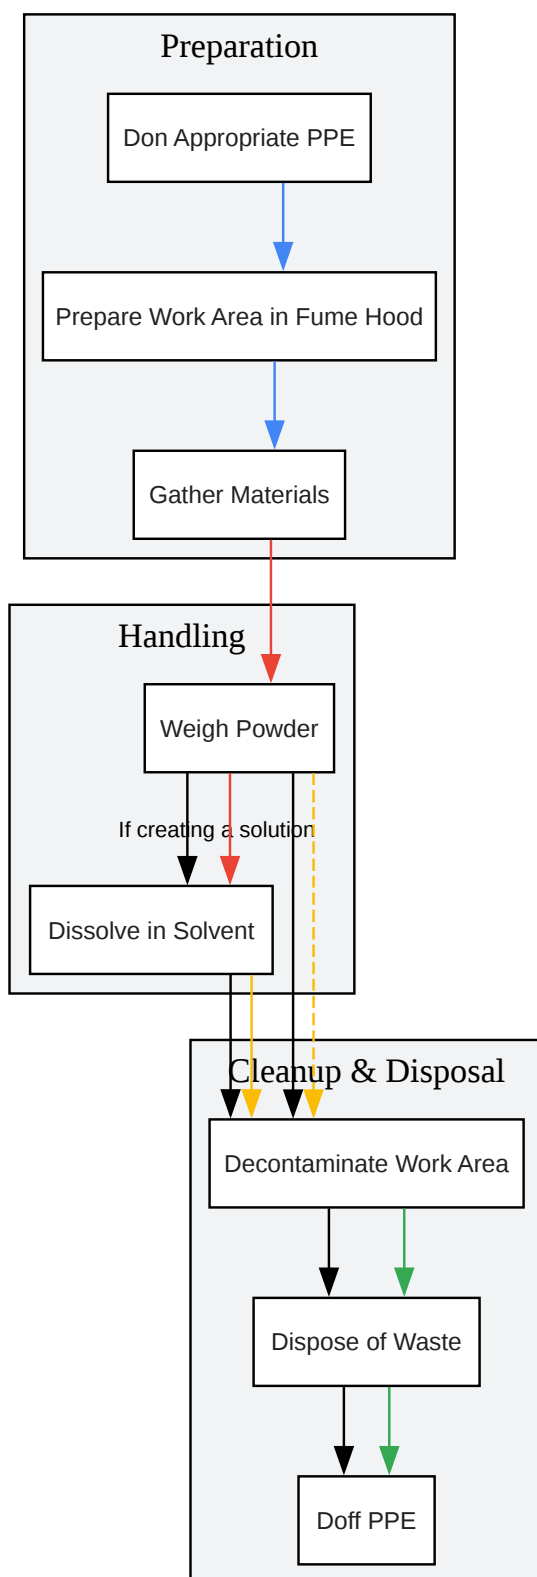 Preparation
Don Appropriate PPE
Prepare Work Area in Fume Hood
Gather Materials
Handling
Weigh Powder
If creating a solution
Dissolve in Solvent
Cleanup & Disposal
Decontaminate Work Area
Dispose of Waste
Doff PPE